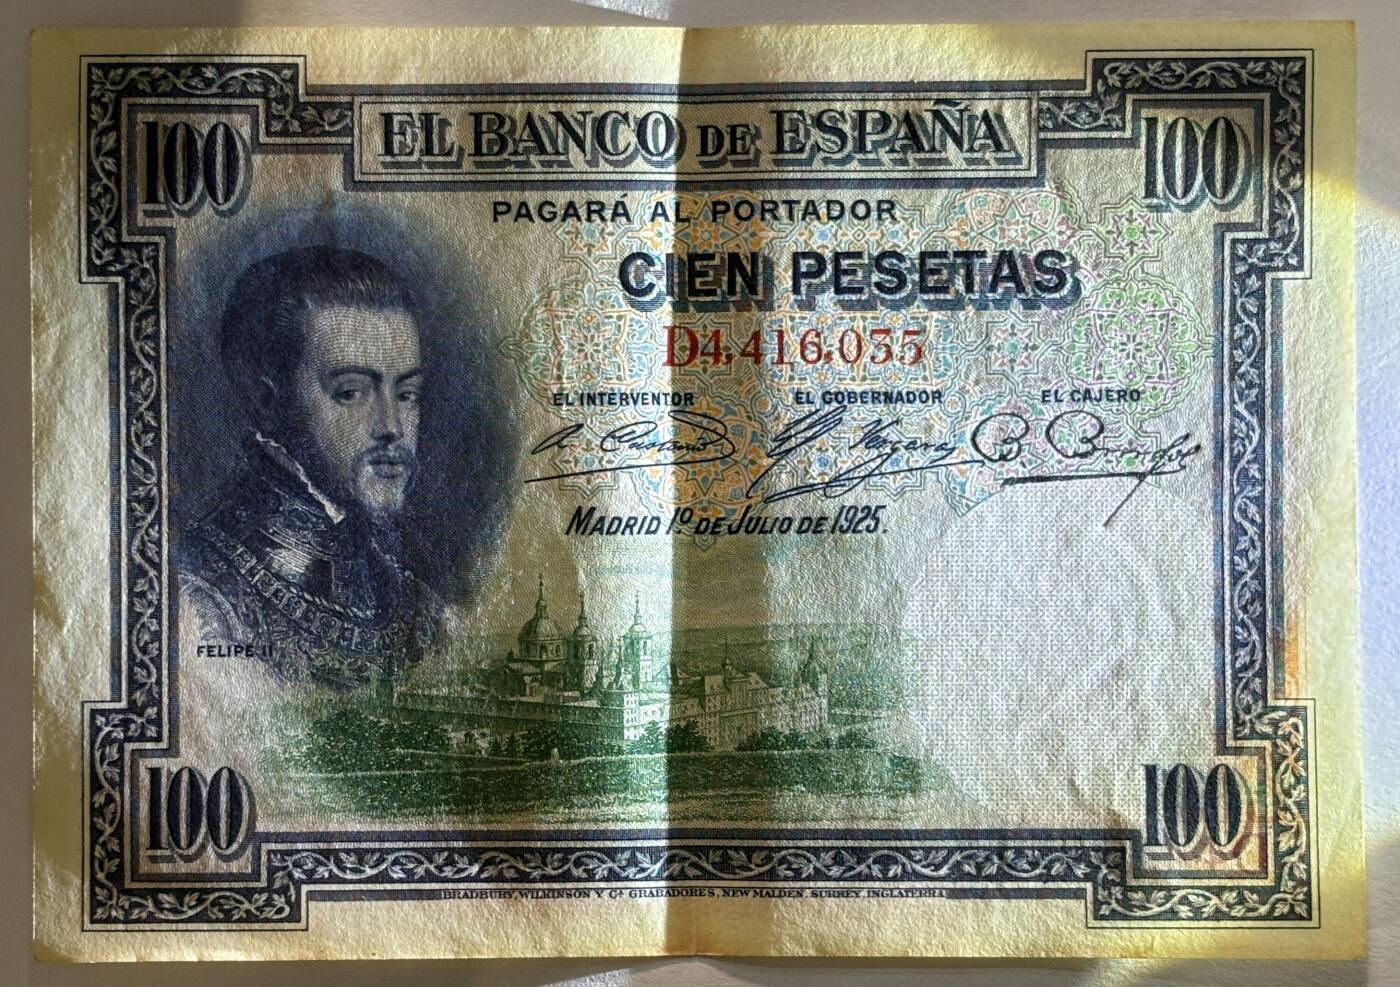 100
EL BANCO DE ESPAÑA
100
PAGARÁ AL PORTADOR
CIEN PESETAS
D4,416,035
EL INTERVENTOR EL GOBERNADOR EL CAJERO
MADRID 1º DE JULIO DE 1925.
FELIPE II
100
100
BRADBURY, WILKINSON Y Cª GRABADORES, NEW MALDEN, SURREY, INGLATERRA